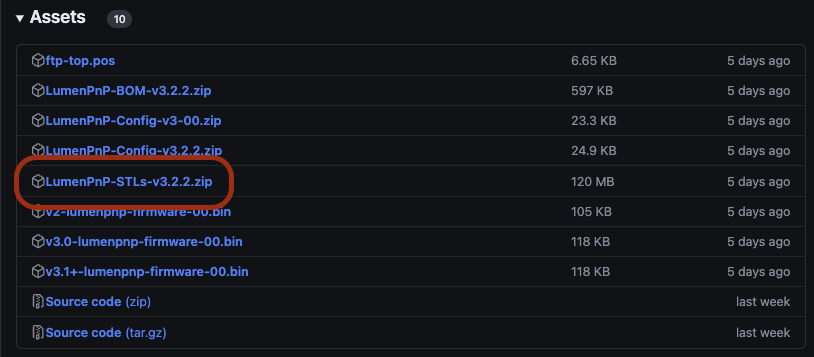 Assets 10
ftp-top.pos 6.65 KB 5 days ago
LumenPnP-BOM-v3.2.2.zip 597 KB 5 days ago
LumenPnP-Config-v3-00.zip 23.3 KB 5 days ago
LumenPnP-Config-v3.2.2.zip 24.9 KB 5 days ago
LumenPnP-STLs-v3.2.2.zip 120 MB 5 days ago
v2-lumenpnp-firmware-00.bin 105 KB 5 days ago
v3.0-lumenpnp-firmware-00.bin 118 KB 5 days ago
v3.1+-lumenpnp-firmware-00.bin 118 KB 5 days ago
Source code (zip) last week
Source code (tar.gz) last week